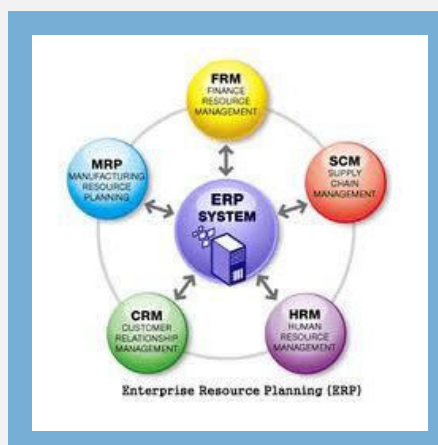 FRM
FINANCE
RESOURCE
MANAGEMENT
MRP
MANUFACTURING
RESOURCE
PLANNING
SCM
SUPPLY
CHAIN
MANAGEMENT
ERP
SYSTEM
CRM
CUSTOMER
RELATIONSHIP
MANAGEMENT
HRM
HUMAN
RESOURCE
MANAGEMENT
Enterprise Resource Planning (ERP)